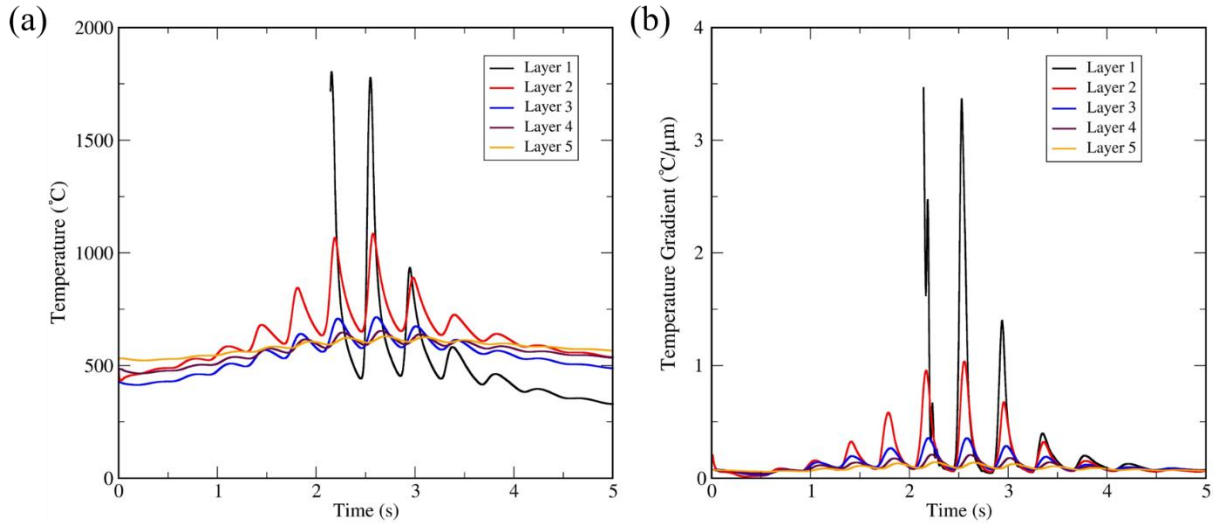 (a)
2000
1500
1000
500
0
Temperature (°C)
0 1 2 3 4 5
Time (s)
Layer 1
Layer 2
Layer 3
Layer 4
Layer 5
(b)
4
3
2
1
0
Temperature Gradient (°C/μm)
0 1 2 3 4 5
Time (s)
Layer 1
Layer 2
Layer 3
Layer 4
Layer 5